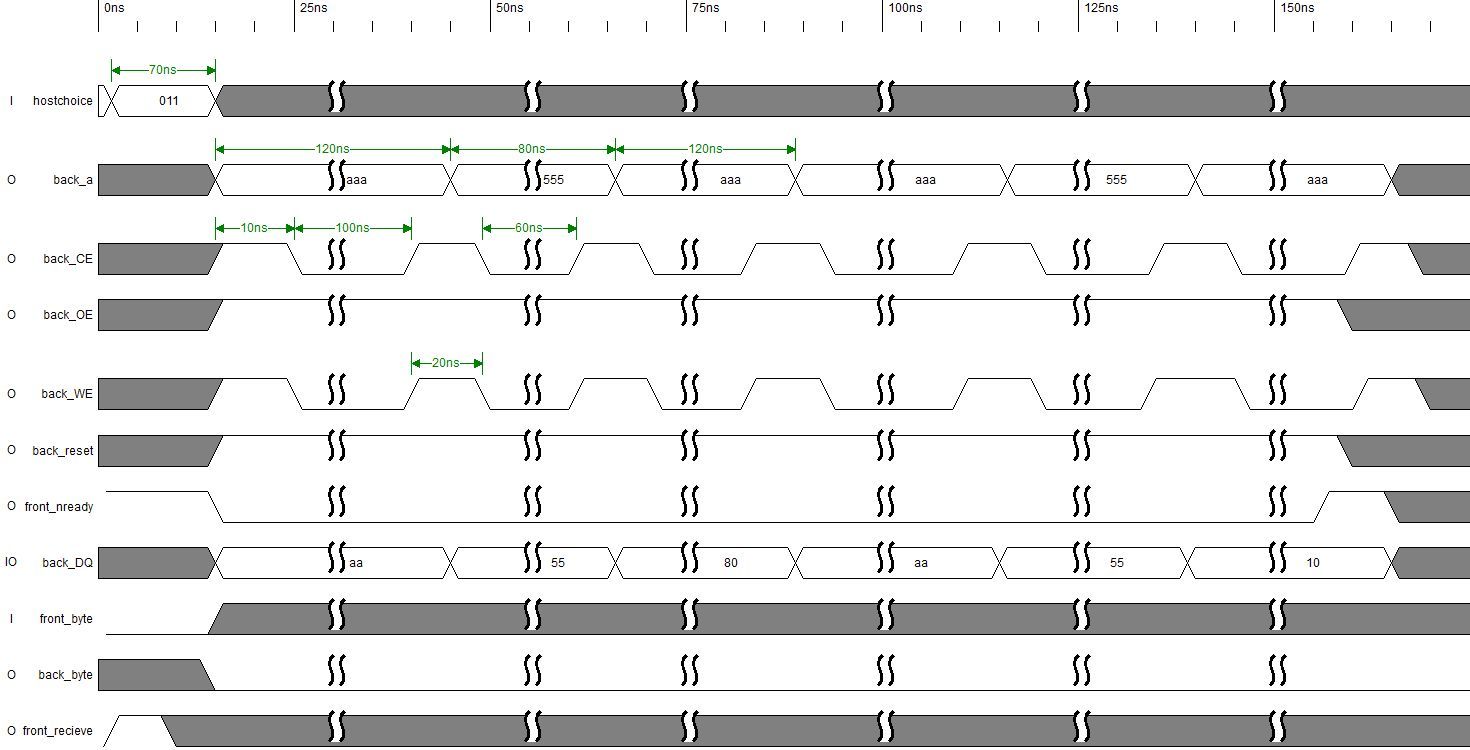 0ns 25ns 50ns 75ns 100ns 125ns 150ns
70ns
I hostchoice 011
120ns 80ns 120ns
O back_a aaa 555 aaa aaa 555 aaa
10ns 100ns 60ns
O back_CE
O back_OE
20ns
O back_WE
O back_reset
O front_nready
IO back_DQ aa 55 80 aa 55 10
I front_byte
O back_byte
O front_recieve